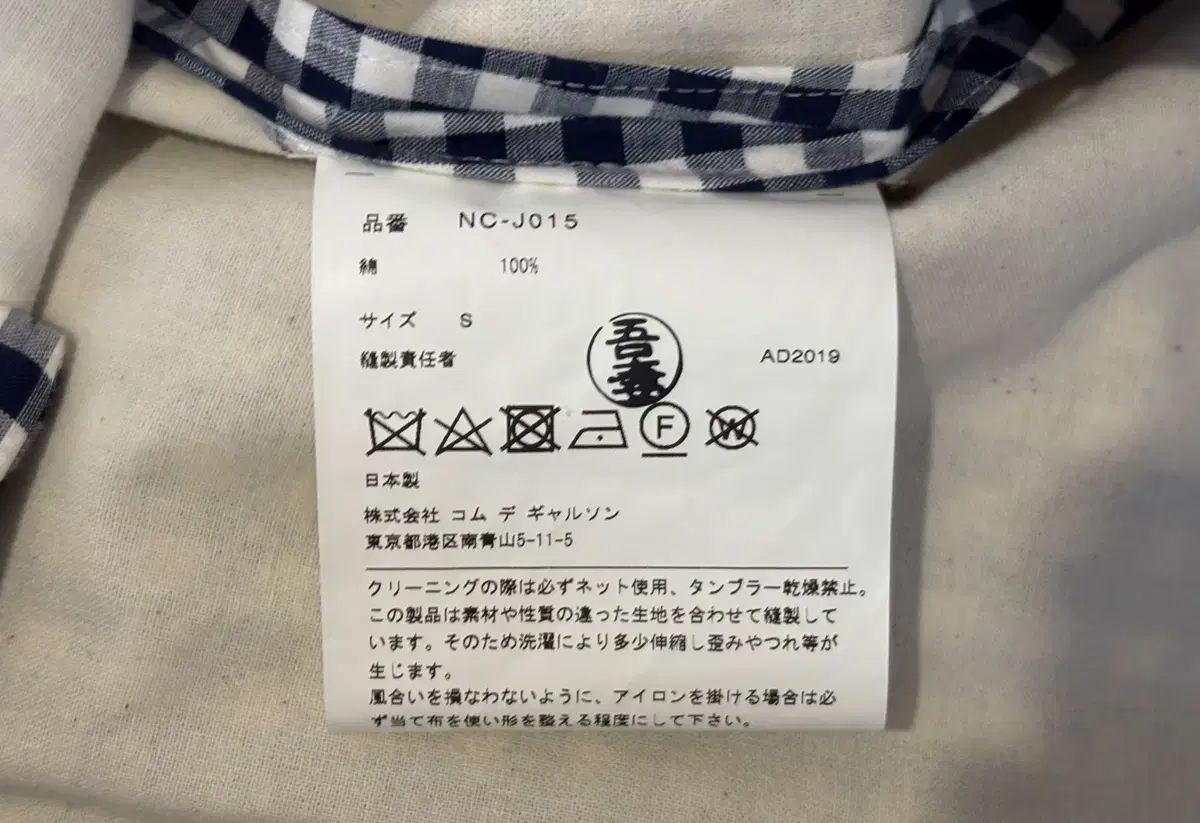 品番 NC-J015
綿 100%
サイズ S
縫製責任者
AD2019
F
W
日本製
株式会社 コム デ ギャルソン
東京都港区南青山5-11-5
クリーニングの際は必ずネット使用、タンブラー乾燥禁止。
この製品は素材や性質の違った生地を合わせて縫製して
います。そのため洗濯により多少伸縮し歪みやつれ等が
生じます。
風合いを損なわないように、アイロンを掛ける場合は必
ず当て布を使い形を整える程度にして下さい。